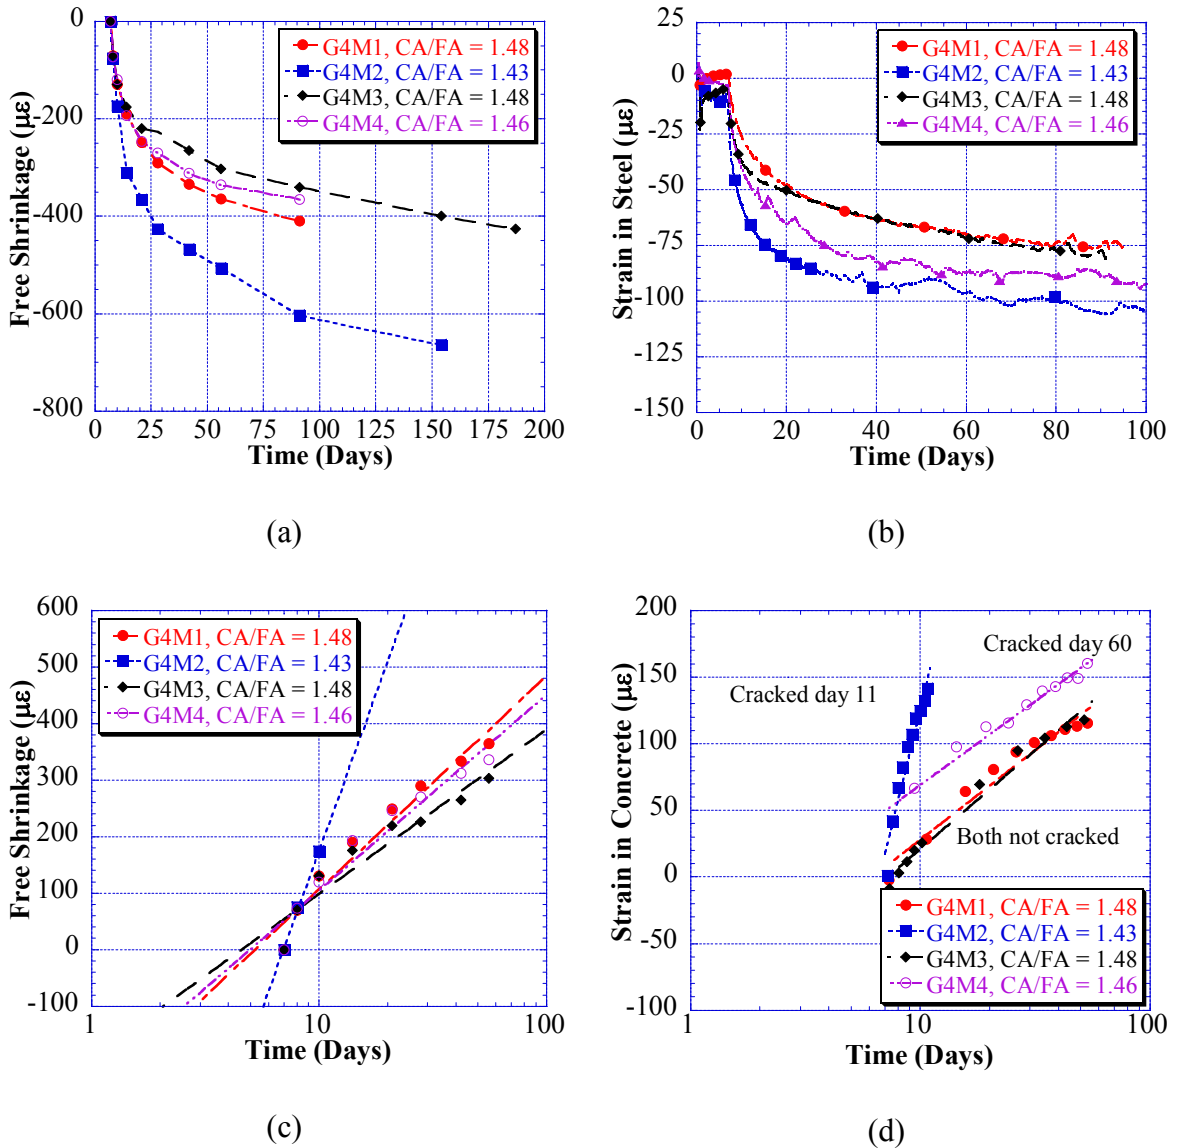 (a)
0
-200
-400
-600
-800
Free Shrinkage (με)
G4M1, CA/FA = 1.48
G4M2, CA/FA = 1.43
G4M3, CA/FA = 1.48
G4M4, CA/FA = 1.46
0 25 50 75 100 125 150 175 200
Time (Days)
(b)
25
0
-25
-50
-75
-100
-125
-150
Strain in Steel (με)
G4M1, CA/FA = 1.48
G4M2, CA/FA = 1.43
G4M3, CA/FA = 1.48
G4M4, CA/FA = 1.46
0 20 40 60 80 100
Time (Days)
(a)
(b)
600
500
400
300
200
100
0
-100
Free Shrinkage (με)
G4M1, CA/FA = 1.48
G4M2, CA/FA = 1.43
G4M3, CA/FA = 1.48
G4M4, CA/FA = 1.46
1 10 100
Time (Days)
200
150
100
50
0
-50
-100
Strain in Concrete (με)
Cracked day 60
Cracked day 11
Both not cracked
G4M1, CA/FA = 1.48
G4M2, CA/FA = 1.43
G4M3, CA/FA = 1.48
G4M4, CA/FA = 1.46
1 10 100
Time (Days)
(c)
(d)